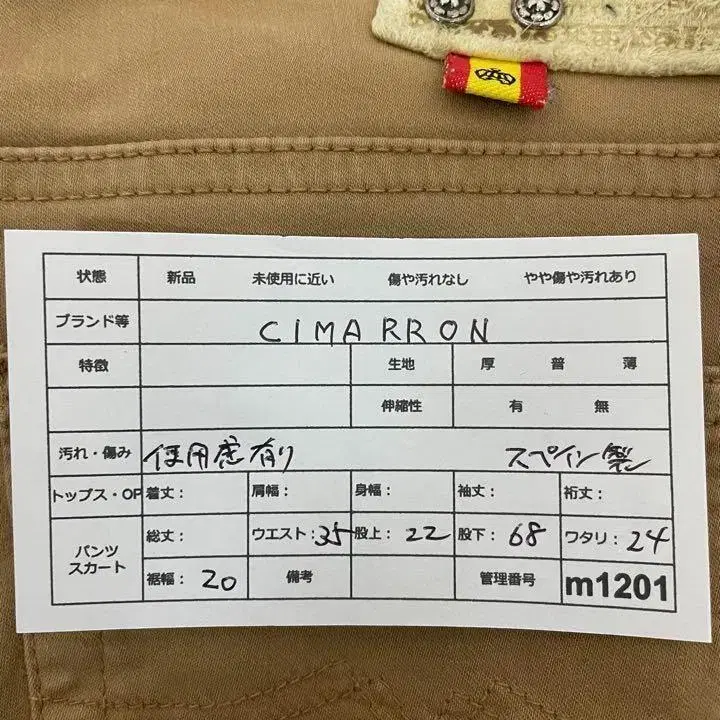 状態 新品 未使用に近い 傷や汚れなし やや傷や汚れあり
ブランド等 CIMARRON
特徴 生地 厚 普 薄
伸縮性 有 無
汚れ・傷み 使用感有り スペイン製
トップス・OP 着丈: 肩幅: 身幅: 袖丈: 裄丈:
パンツ スカート 総丈: ウエスト:35 股上:22 股下:68 ワタリ:24
裾幅:20 備考 管理番号 m1201